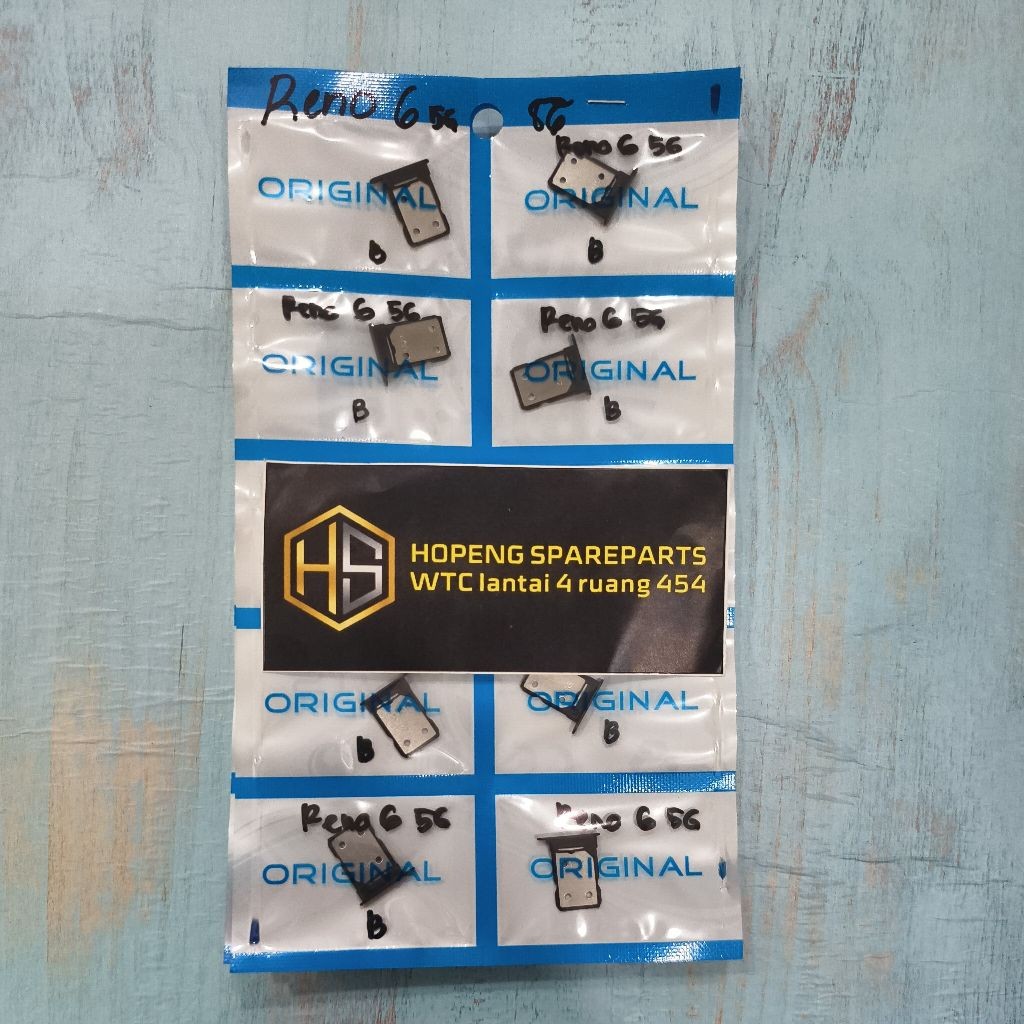 Reno 6 5G
5G
ORIGINAL
B
Reno 6 5G
ORIGINAL
B
Reno 6 5G
ORIGINAL
B
Reno 6 5G
ORIGINAL
B
HS
HOPENG SPAREPARTS
WTC lantai 4 ruang 454
ORIGINAL
B
ORIGINAL
B
Reno 6 5G
ORIGINAL
B
Reno 6 5G
ORIGINAL